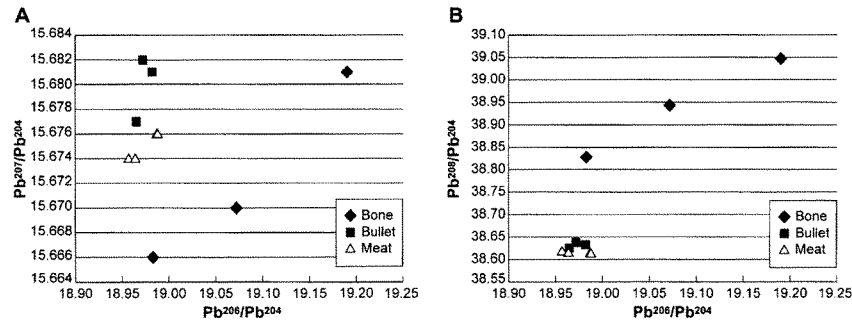 A
15.684
15.682
15.680
15.678
15.676
15.674
15.672
15.670
15.668
15.666
15.664
Pb²⁰⁷/Pb²⁰⁴
18.90 18.95 19.00 19.05 19.10 19.15 19.20 19.25
Pb²⁰⁶/Pb²⁰⁴
Bone
Bullet
Meat
B
39.10
39.05
39.00
38.95
38.90
38.85
38.80
38.75
38.70
38.65
38.60
38.55
Pb²⁰⁸/Pb²⁰⁴
18.90 18.95 19.00 19.05 19.10 19.15 19.20 19.25
Pb²⁰⁶/Pb²⁰⁴
Bone
Bullet
Meat